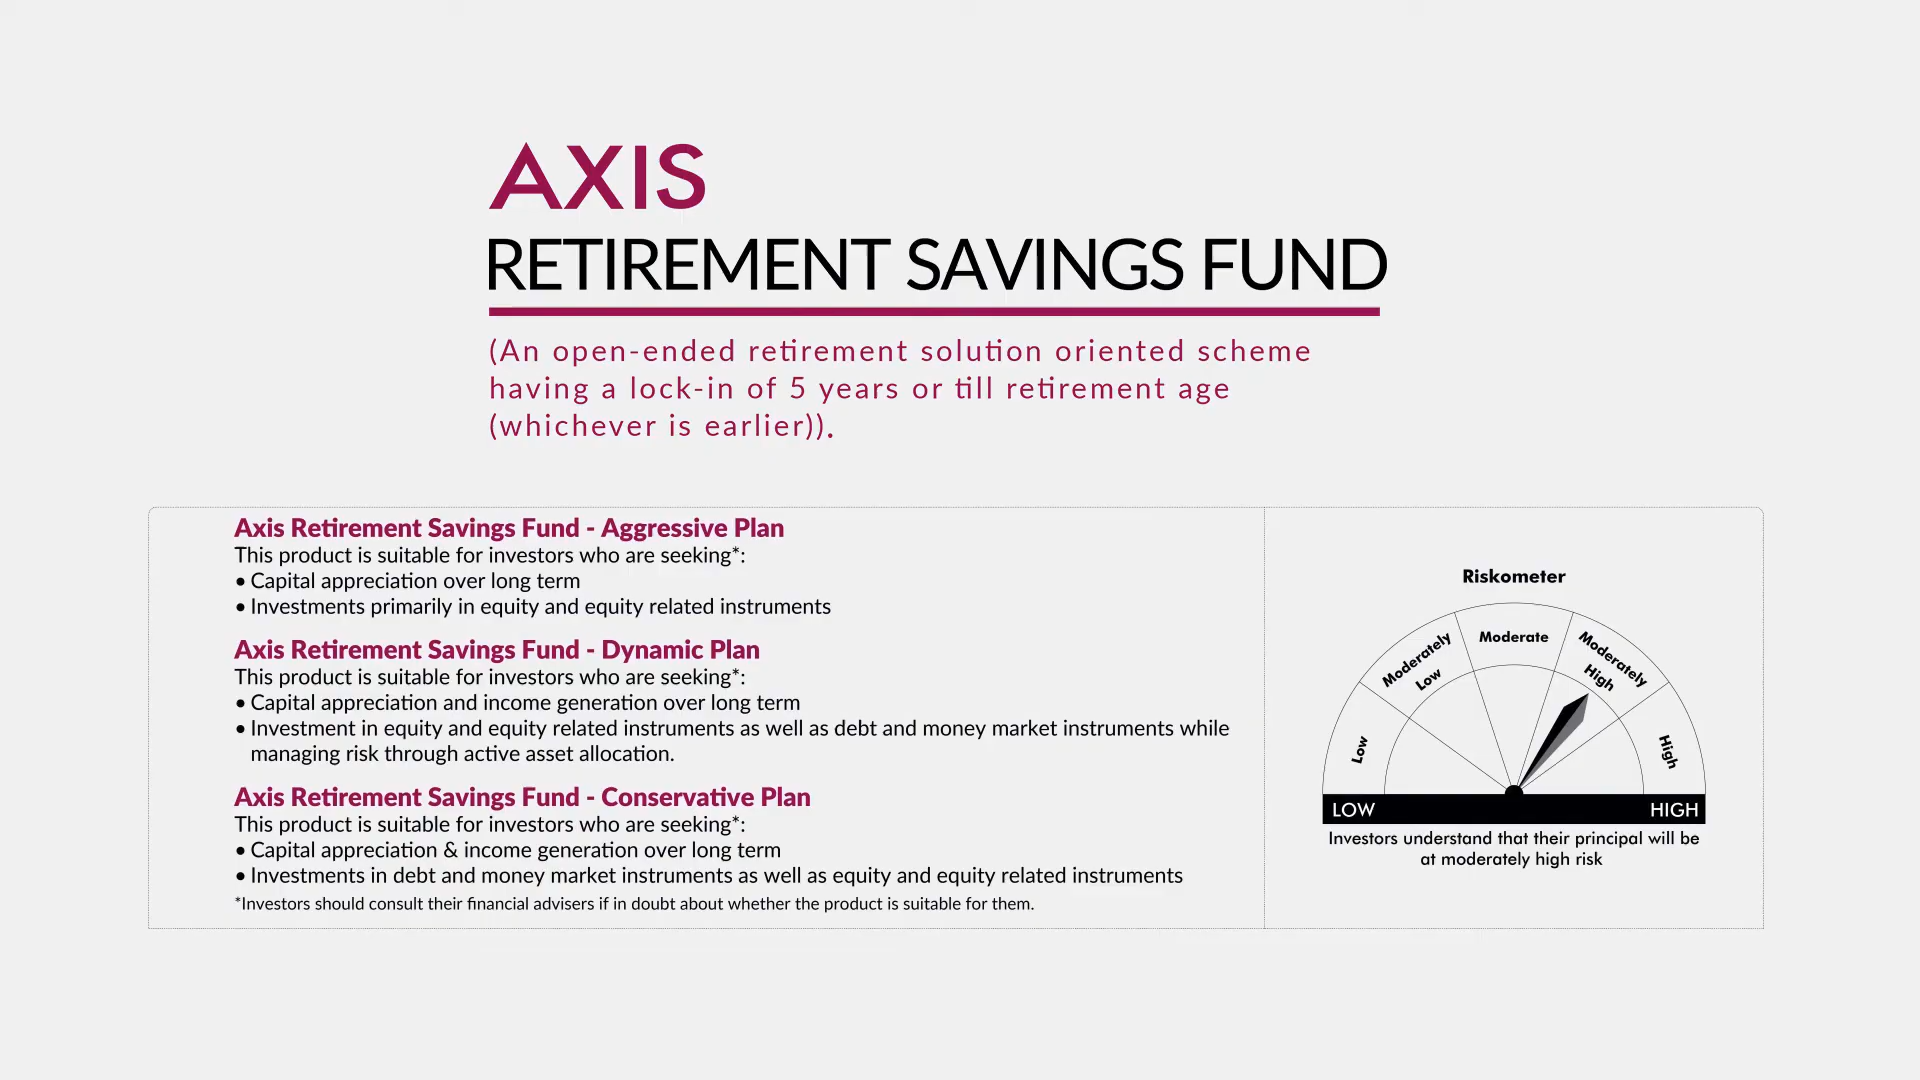 AXIS
RETIREMENT SAVINGS FUND
(An open-ended retirement solution oriented scheme
having a lock-in of 5 years or till retirement age
(whichever is earlier)).
Axis Retirement Savings Fund - Aggressive Plan
This product is suitable for investors who are seeking*:
• Capital appreciation over long term
• Investments primarily in equity and equity related instruments
Axis Retirement Savings Fund - Dynamic Plan
This product is suitable for investors who are seeking*:
• Capital appreciation and income generation over long term
• Investment in equity and equity related instruments as well as debt and money market instruments while
managing risk through active asset allocation.
Axis Retirement Savings Fund - Conservative Plan
This product is suitable for investors who are seeking*:
• Capital appreciation & income generation over long term
• Investments in debt and money market instruments as well as equity and equity related instruments
*Investors should consult their financial advisers if in doubt about whether the product is suitable for them.
Riskometer
Low
Moderately
Low
Moderate
Moderately
High
High
LOW HIGH
Investors understand that their principal will be
at moderately high risk